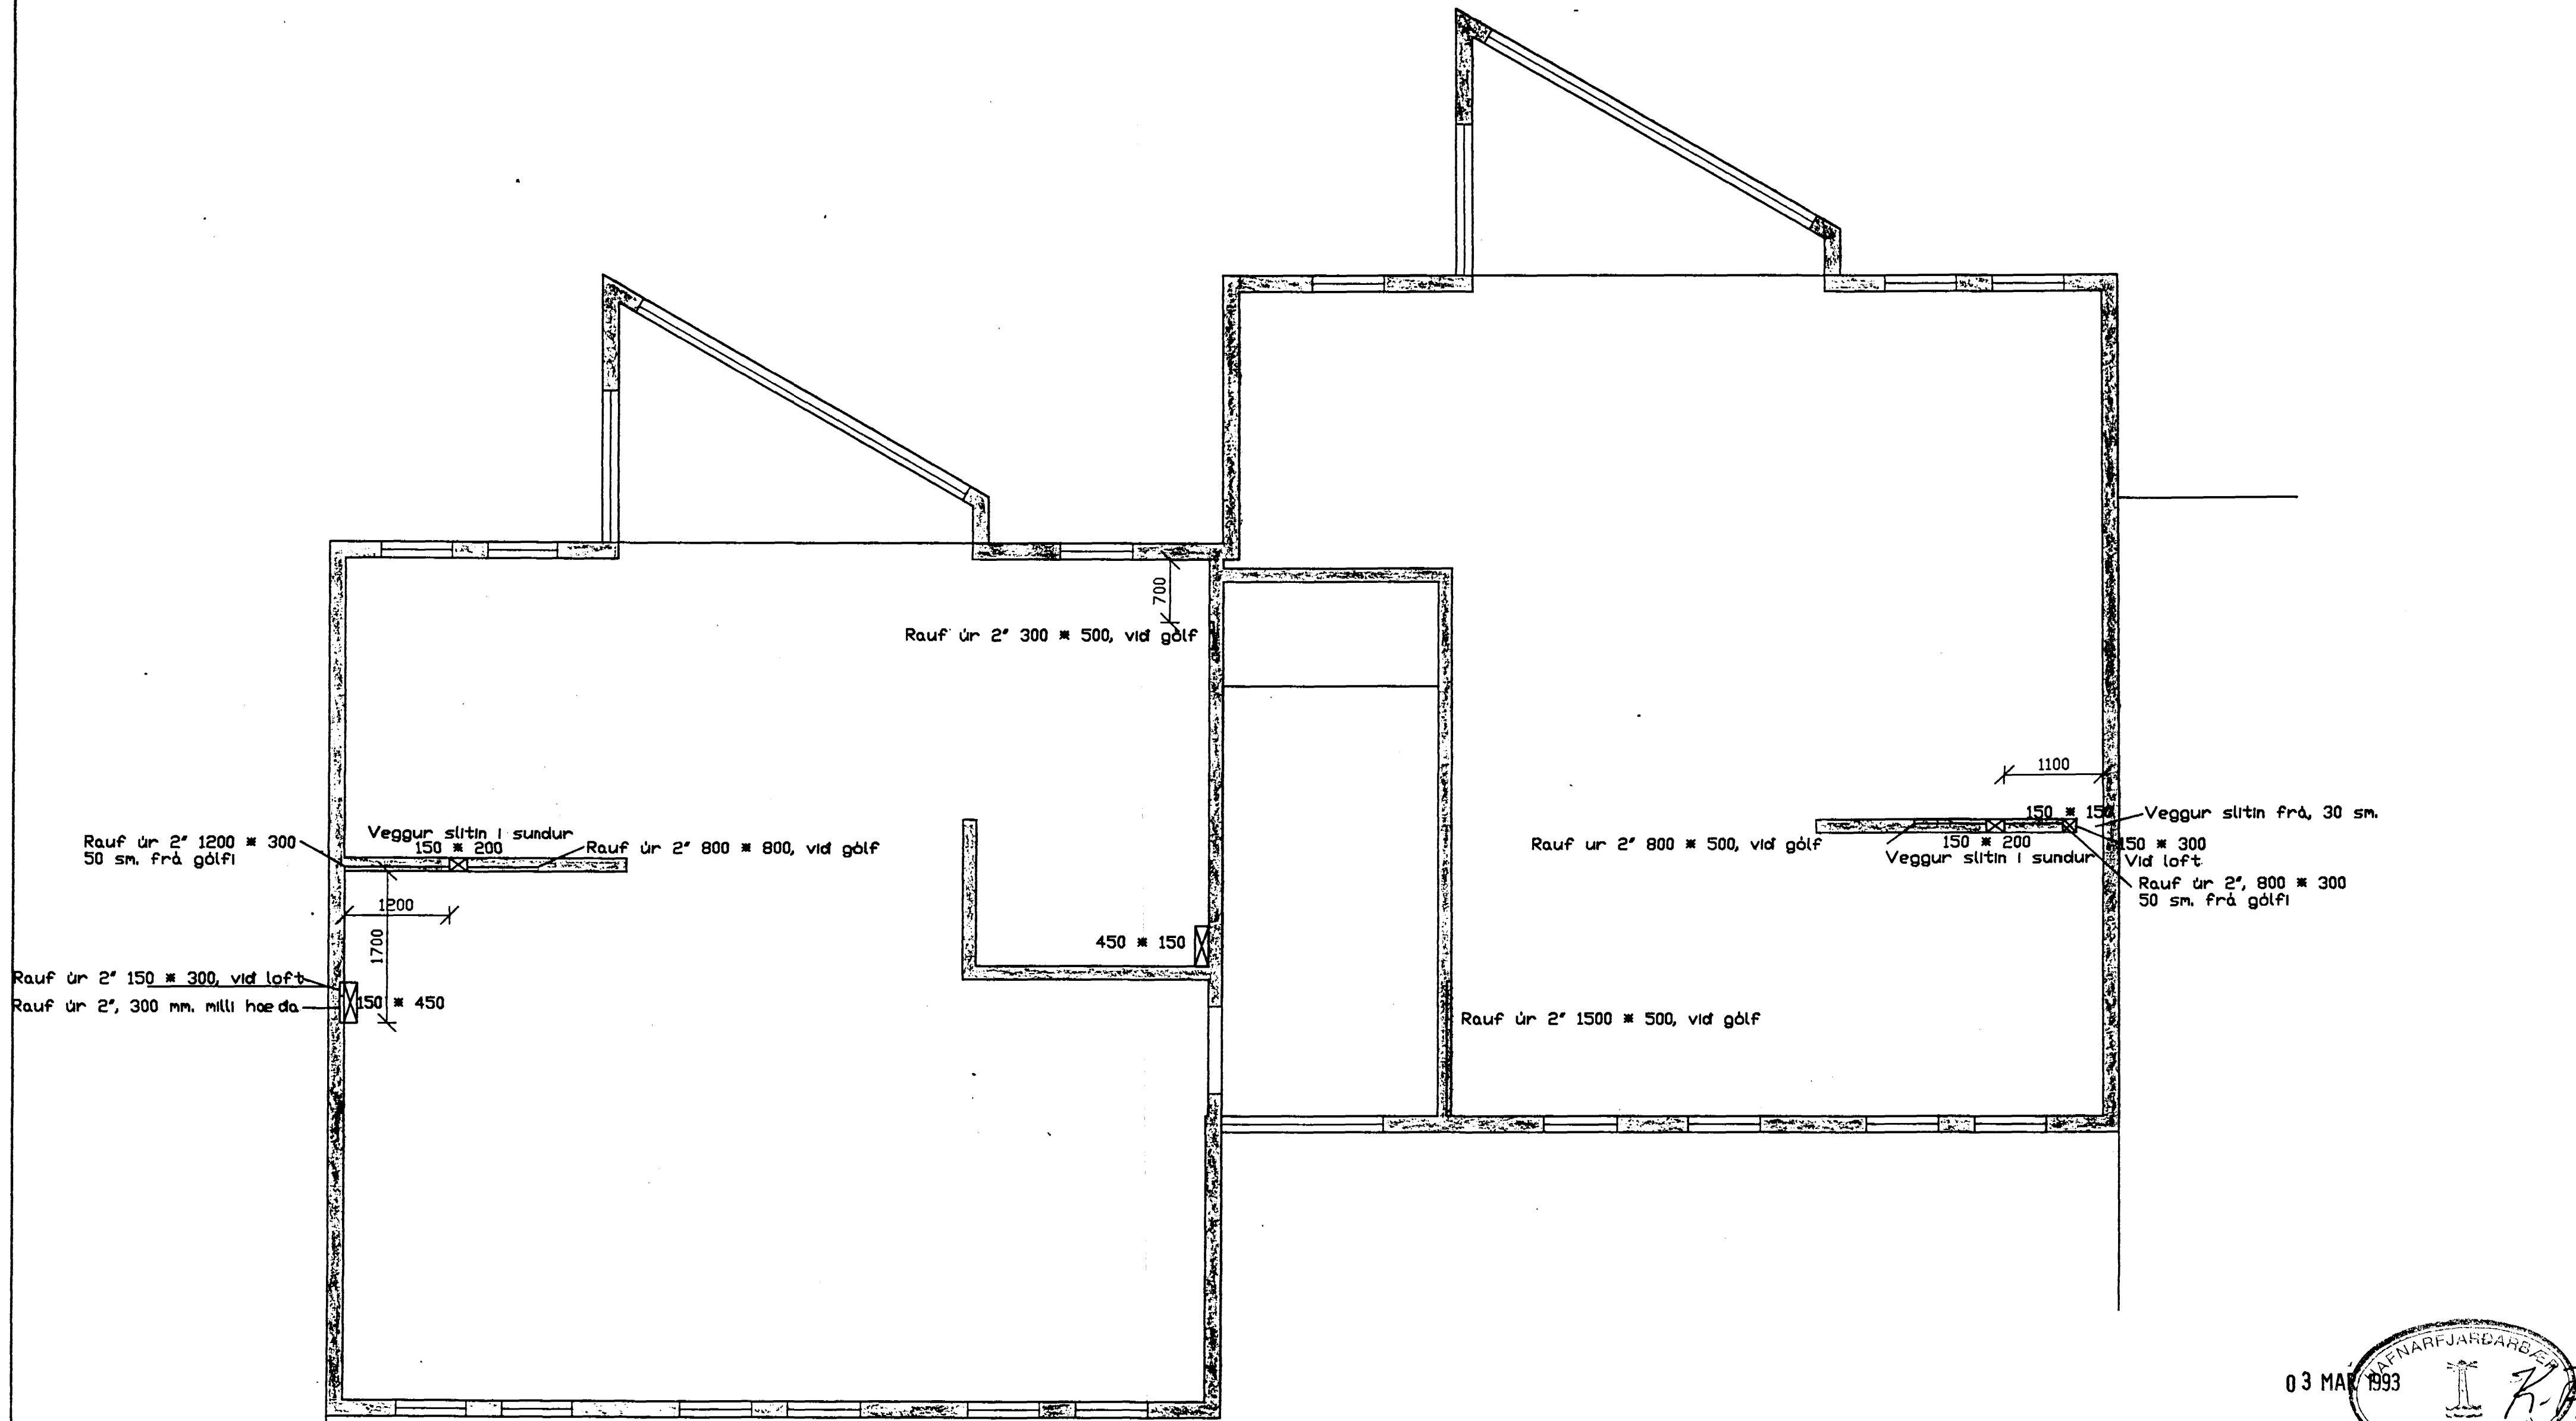 700
Rauf úr 2" 300 * 500, við gólf
1100
150 * 150
Veggur slitin frá, 30 sm.
Rauf úr 2" 1200 * 300
50 sm. frá gólfi
Veggur slitin í sundur
150 * 200
Rauf úr 2" 800 * 800, við gólf
Rauf ur 2" 800 * 500, við gólf
150 * 200
Veggur slitin í sundur
150 * 300
Við loft
Rauf úr 2", 800 * 300
50 sm. frá gólfi
1200
1700
450 * 150
Rauf úr 2" 150 * 300, við loft
Rauf úr 2", 300 mm. milli hæða
150 * 450
Rauf úr 2" 1500 * 500, við gólf
HAFNARFJARÐARBÆR
03 MAR 1993